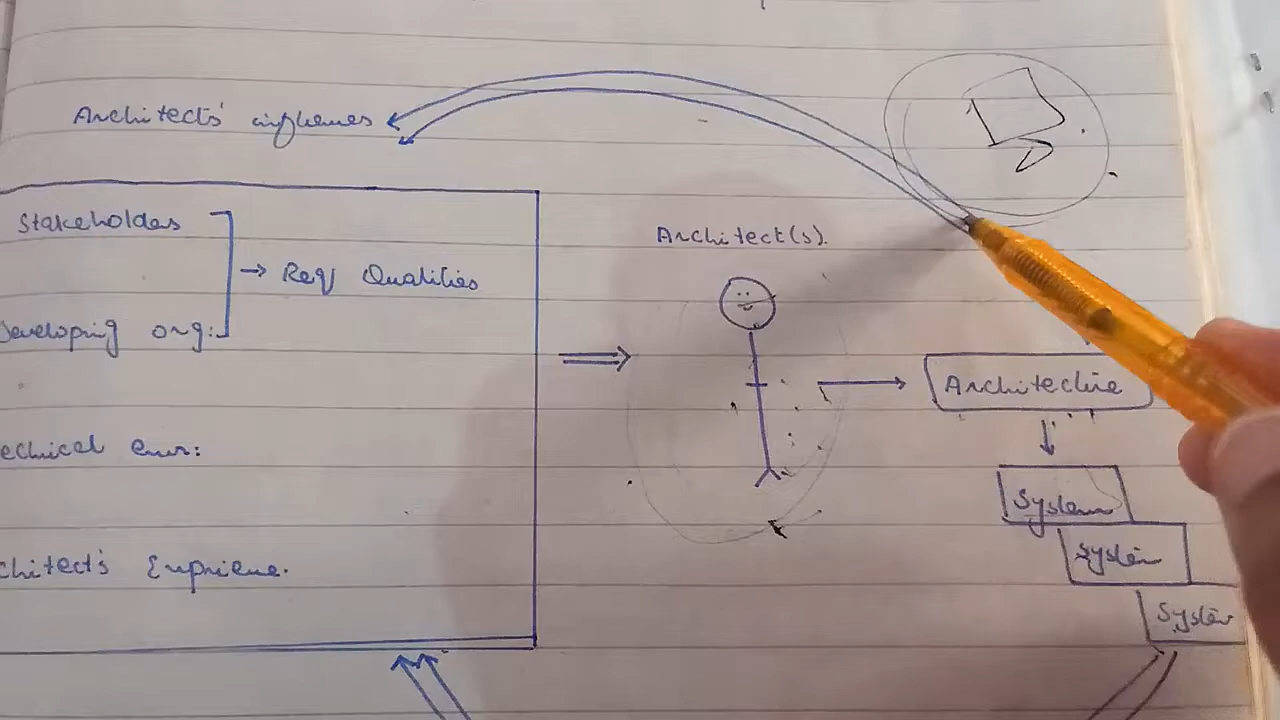 Architects' influences
Stakeholders
Architect(s).
→ Req Qualities
Developing org:
Architecture
echnical env:
System
System
chitect's Experience.
System